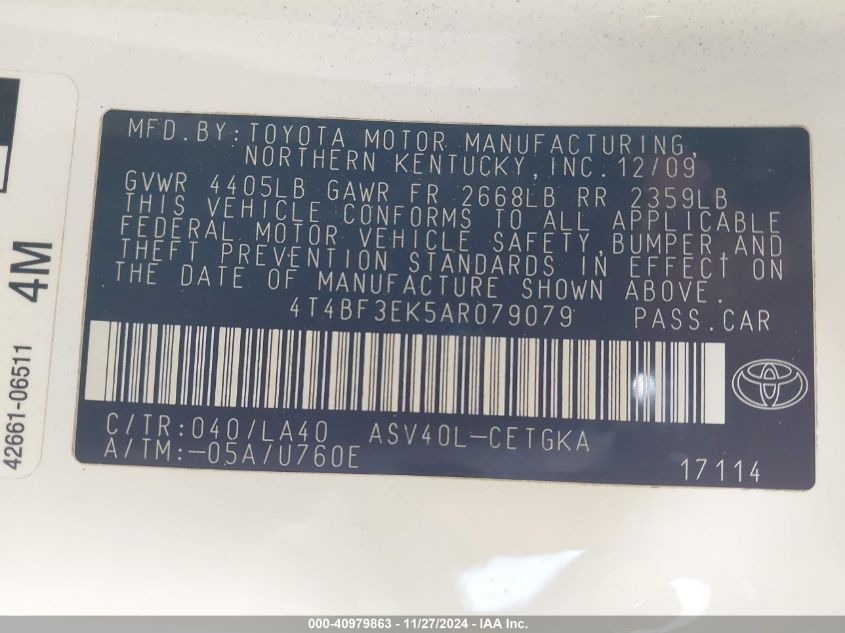 MFD.BY:TOYOTA MOTOR MANUFACTURING,
NORTHERN KENTUCKY,INC.12/09
GVWR 4405LB GAWR FR 2668LB RR 2359LB
THIS VEHICLE CONFORMS TO ALL APPLICABLE
FEDERAL MOTOR VEHICLE SAFETY,BUMPER,AND
THEFT PREVENTION STANDARDS IN EFFECT ON
THE DATE OF MANUFACTURE SHOWN ABOVE.
4T4BF3EK5AR079079 PASS.CAR
C/TR:040/LA40 ASV40L-CETGKA
A/TM:-05A/U760E
17114
42661-06511 4M
000-40979863 - 11/27/2024 - IAA Inc.